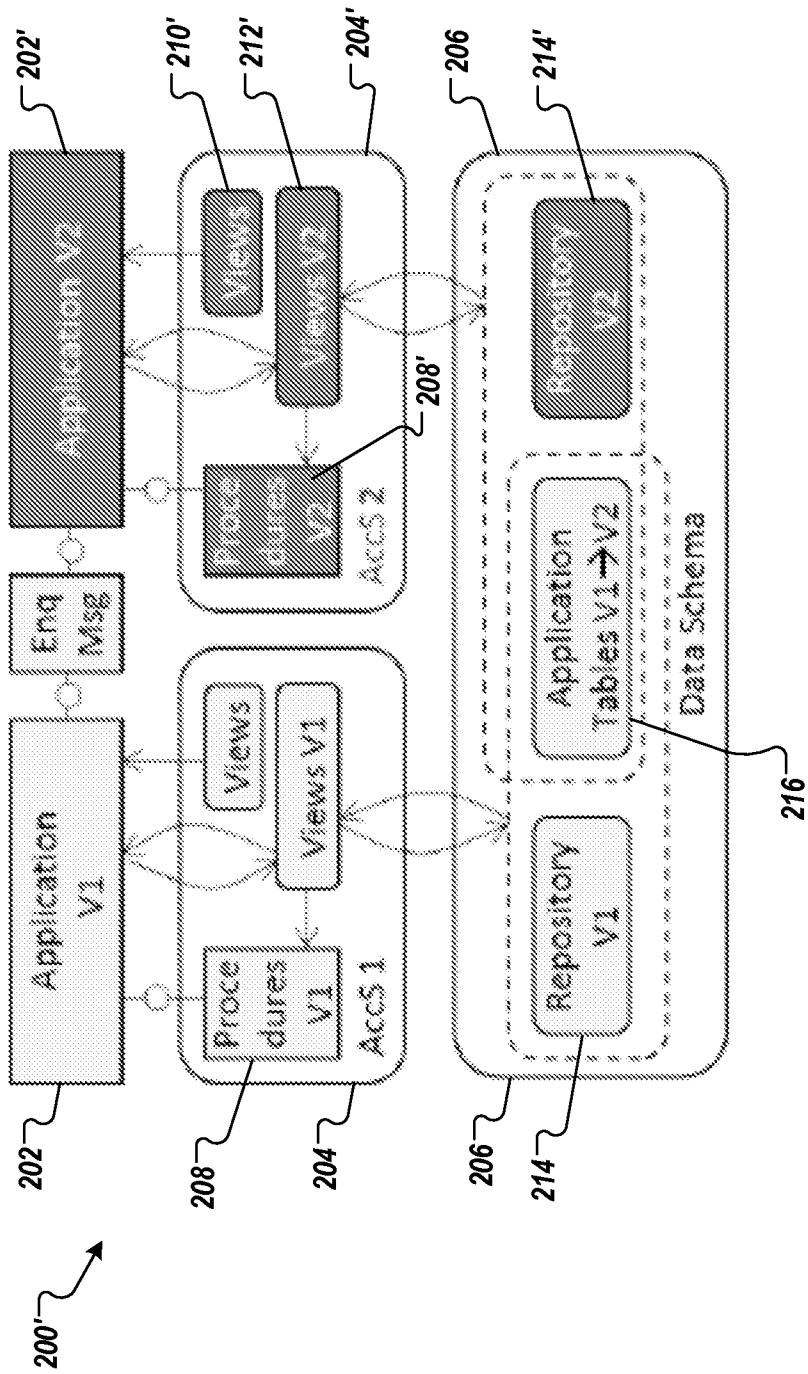 200'
202
Application
V1
Enq
Msg
Application V2
202'
208
Proce
dures
V1
Views
Views V1
AccS 1
204
Proce
dures
V2
Views
Views V2
AccS 2
208'
210'
212'
204'
206
214
Repository
V1
Application
Tables V1→V2
Repository
V2
Data Schema
216
206
214'